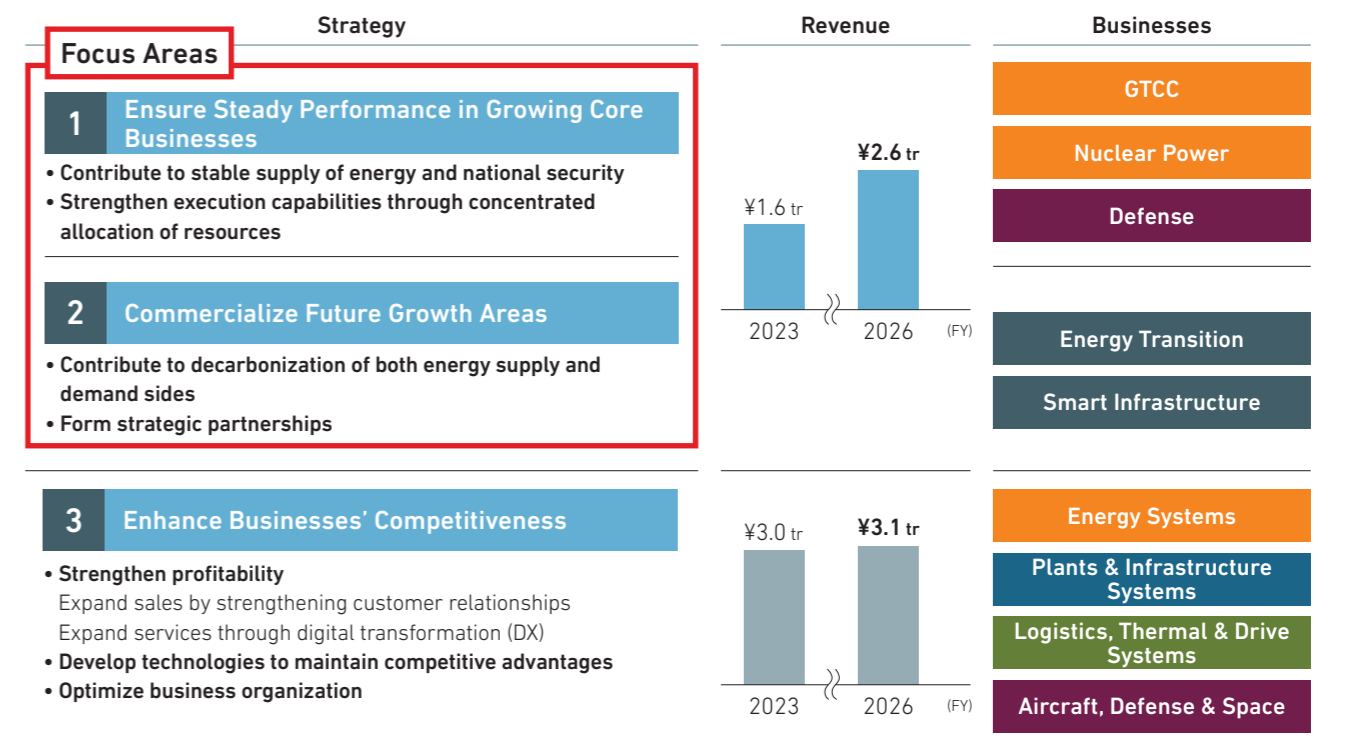 Strategy
Revenue
Businesses
Focus Areas
1
Ensure Steady Performance in Growing Core
Businesses
• Contribute to stable supply of energy and national security
• Strengthen execution capabilities through concentrated
allocation of resources
2
Commercialize Future Growth Areas
• Contribute to decarbonization of both energy supply and
demand sides
• Form strategic partnerships
¥1.6 tr
¥2.6 tr
2023
2026
(FY)
GTCC
Nuclear Power
Defense
Energy Transition
Smart Infrastructure
3
Enhance Businesses’ Competitiveness
• Strengthen profitability
Expand sales by strengthening customer relationships
Expand services through digital transformation (DX)
• Develop technologies to maintain competitive advantages
• Optimize business organization
¥3.0 tr
¥3.1 tr
2023
2026
(FY)
Energy Systems
Plants & Infrastructure
Systems
Logistics, Thermal & Drive
Systems
Aircraft, Defense & Space